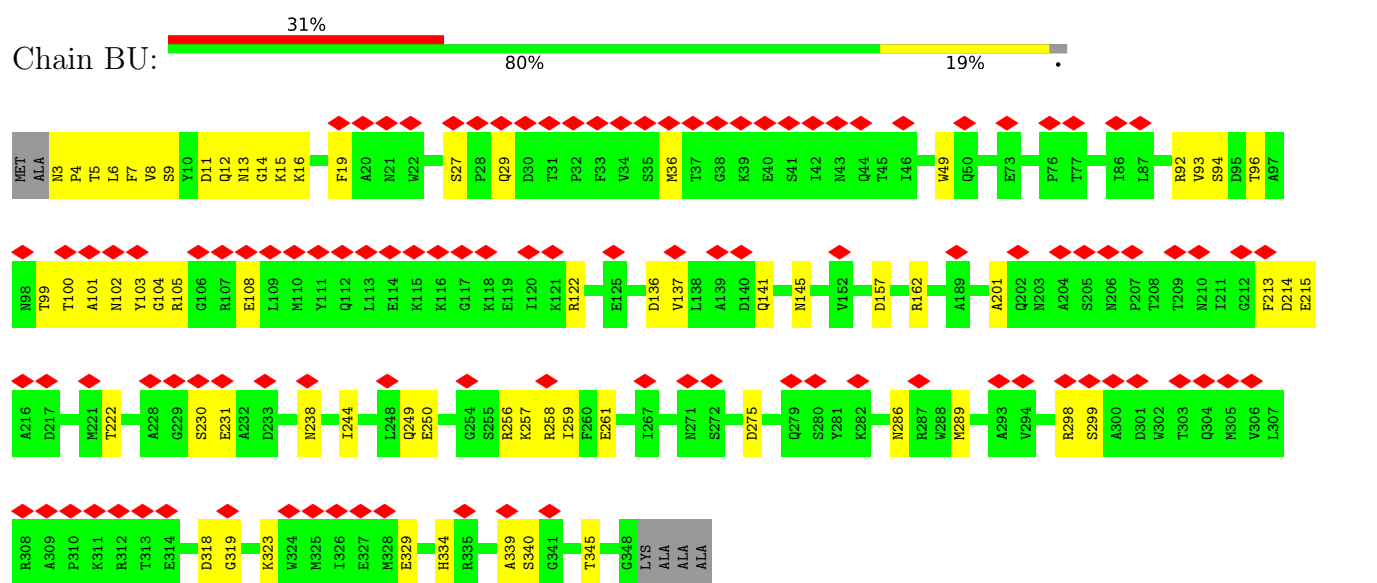 31%
Chain BU:
80% 19% •
MET ALA N3 P4 T5 L6 F7 V8 S9 Y10 D11 Q12 N13 G14 K15 K16 F19 A20 N21 W22 S27 P28 Q29 D30 T31 P32 F33 V34 S35 M36 T37 G38 K39 E40 S41 I42 N43 Q44 T45 I46 W49 Q50 E73 P76 T77 I86 L87 R92 V93 S94 D95 T96 A97
N98 T99 T100 A101 N102 Y103 G104 R105 G106 R107 E108 L109 M110 Y111 Q112 L113 E114 K115 K116 G117 K118 E119 I120 K121 R122 E125 D136 V137 L138 A139 D140 Q141 N145 V152 D157 R162 A189 A201 Q202 N203 A204 S205 N206 P207 T208 T209 N210 I211 G212 F213 D214 E215
A216 D217 M221 T222 A228 G229 S230 E231 A232 D233 N238 I244 L248 Q249 E250 G254 S255 R256 K257 R258 I259 F260 E261 I267 N271 S272 D275 Q279 S280 Y281 K282 N286 R287 W288 M289 A293 V294 R298 S299 A300 D301 W302 T303 Q304 M305 V306 L307
R308 A309 P310 K311 R312 T313 E314 D318 G319 K323 W324 M325 I326 E327 M328 E329 H334 R335 A339 S340 G341 T345 G348 LYS ALA ALA ALA